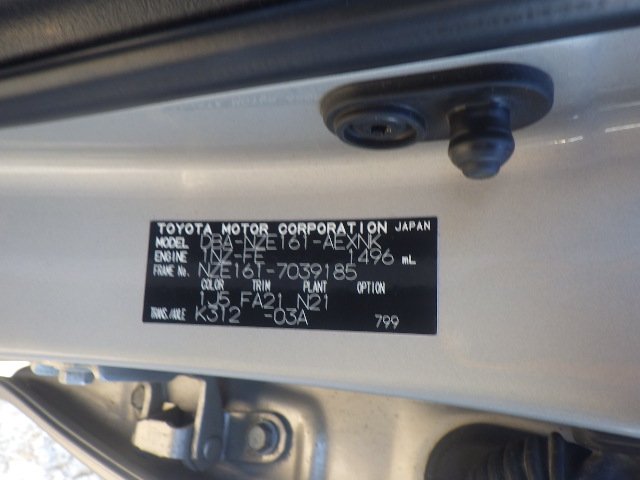 TOYOTA MOTOR CORPORATION JAPAN
MODEL DBA-NZE161-AEXNK
ENGINE 1NZ-FE 1496 mL
FRAME No. NZE161-7039185
COLOR TRIM PLANT OPTION
1J5 FA21 N21
TRANS./AXLE K312 -03A 799